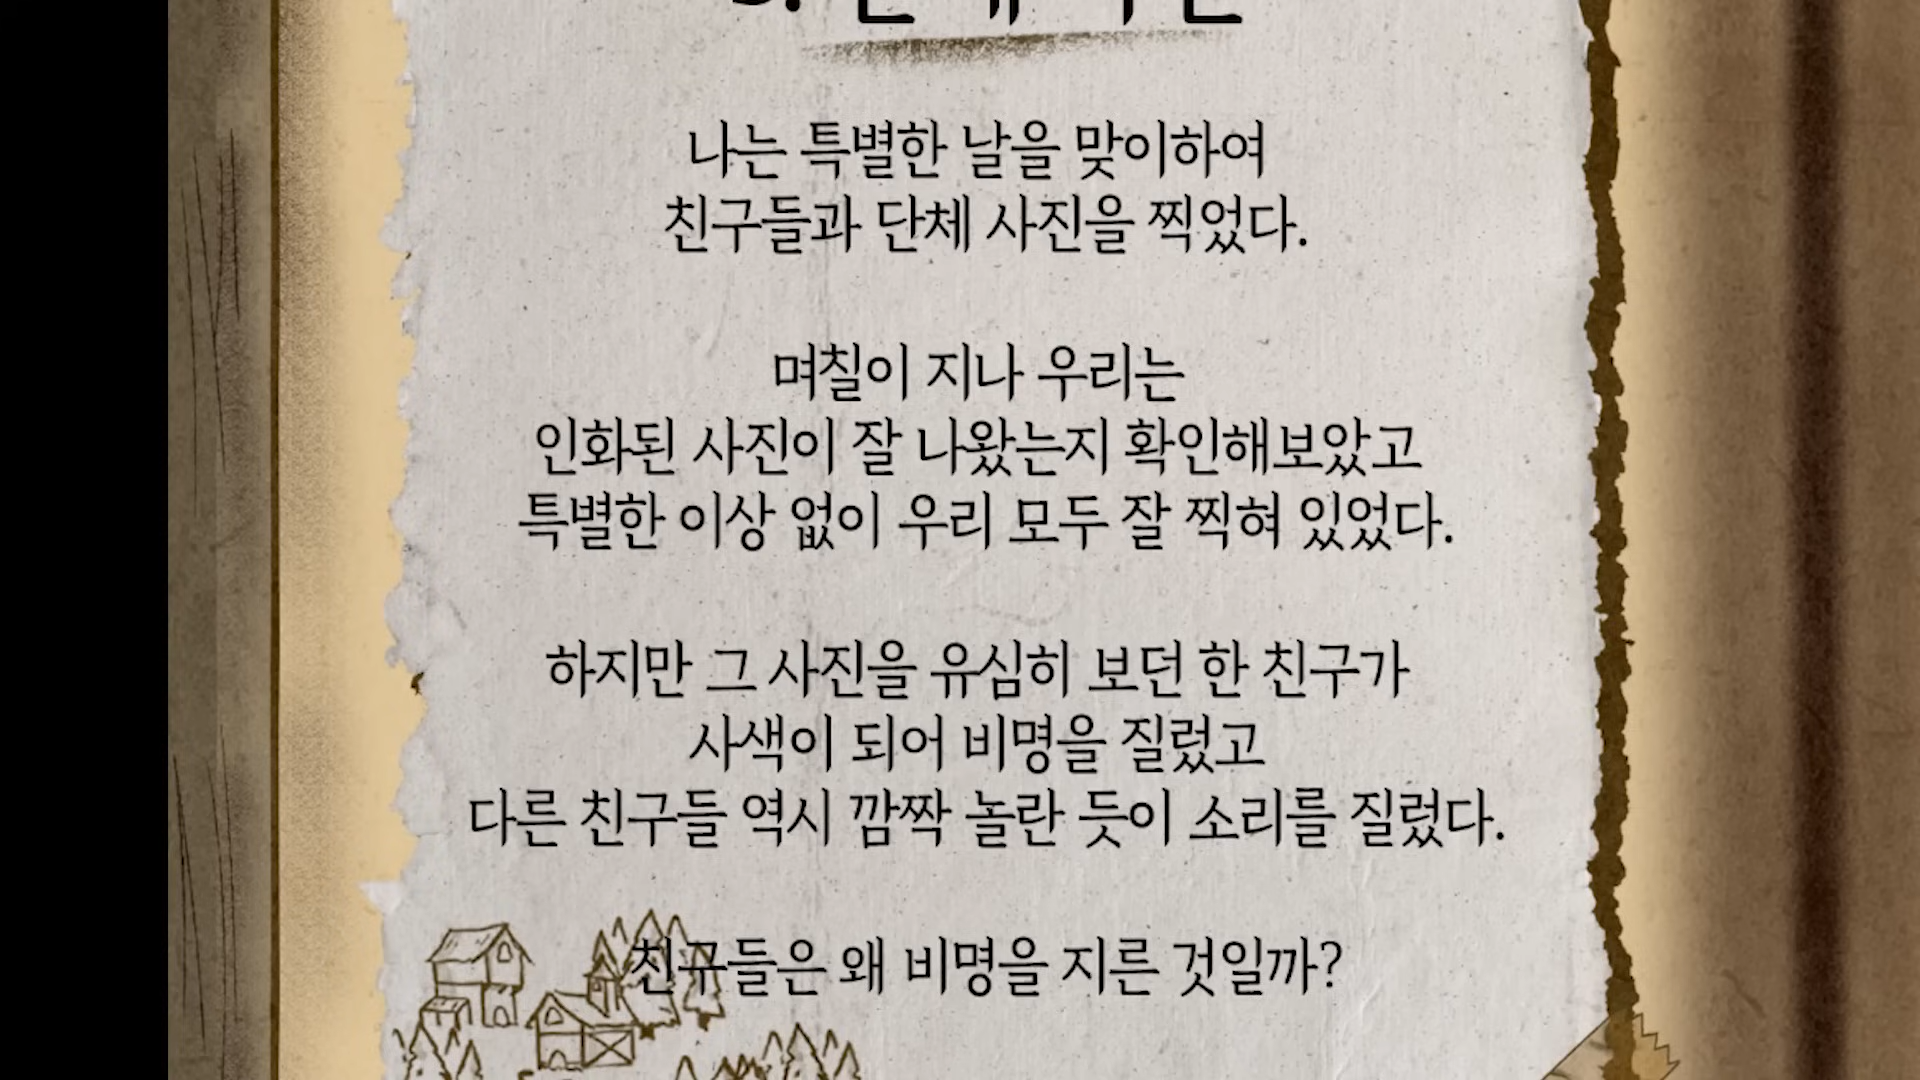 나는 특별한 날을 맞이하여
친구들과 단체 사진을 찍었다.
며칠이 지나 우리는
인화된 사진이 잘 나왔는지 확인해보았고
특별한 이상 없이 우리 모두 잘 찍혀 있었다.
하지만 그 사진을 유심히 보던 한 친구가
사색이 되어 비명을 질렀고
다른 친구들 역시 깜짝 놀란 듯이 소리를 질렀다.
친구들은 왜 비명을 지른 것일까?